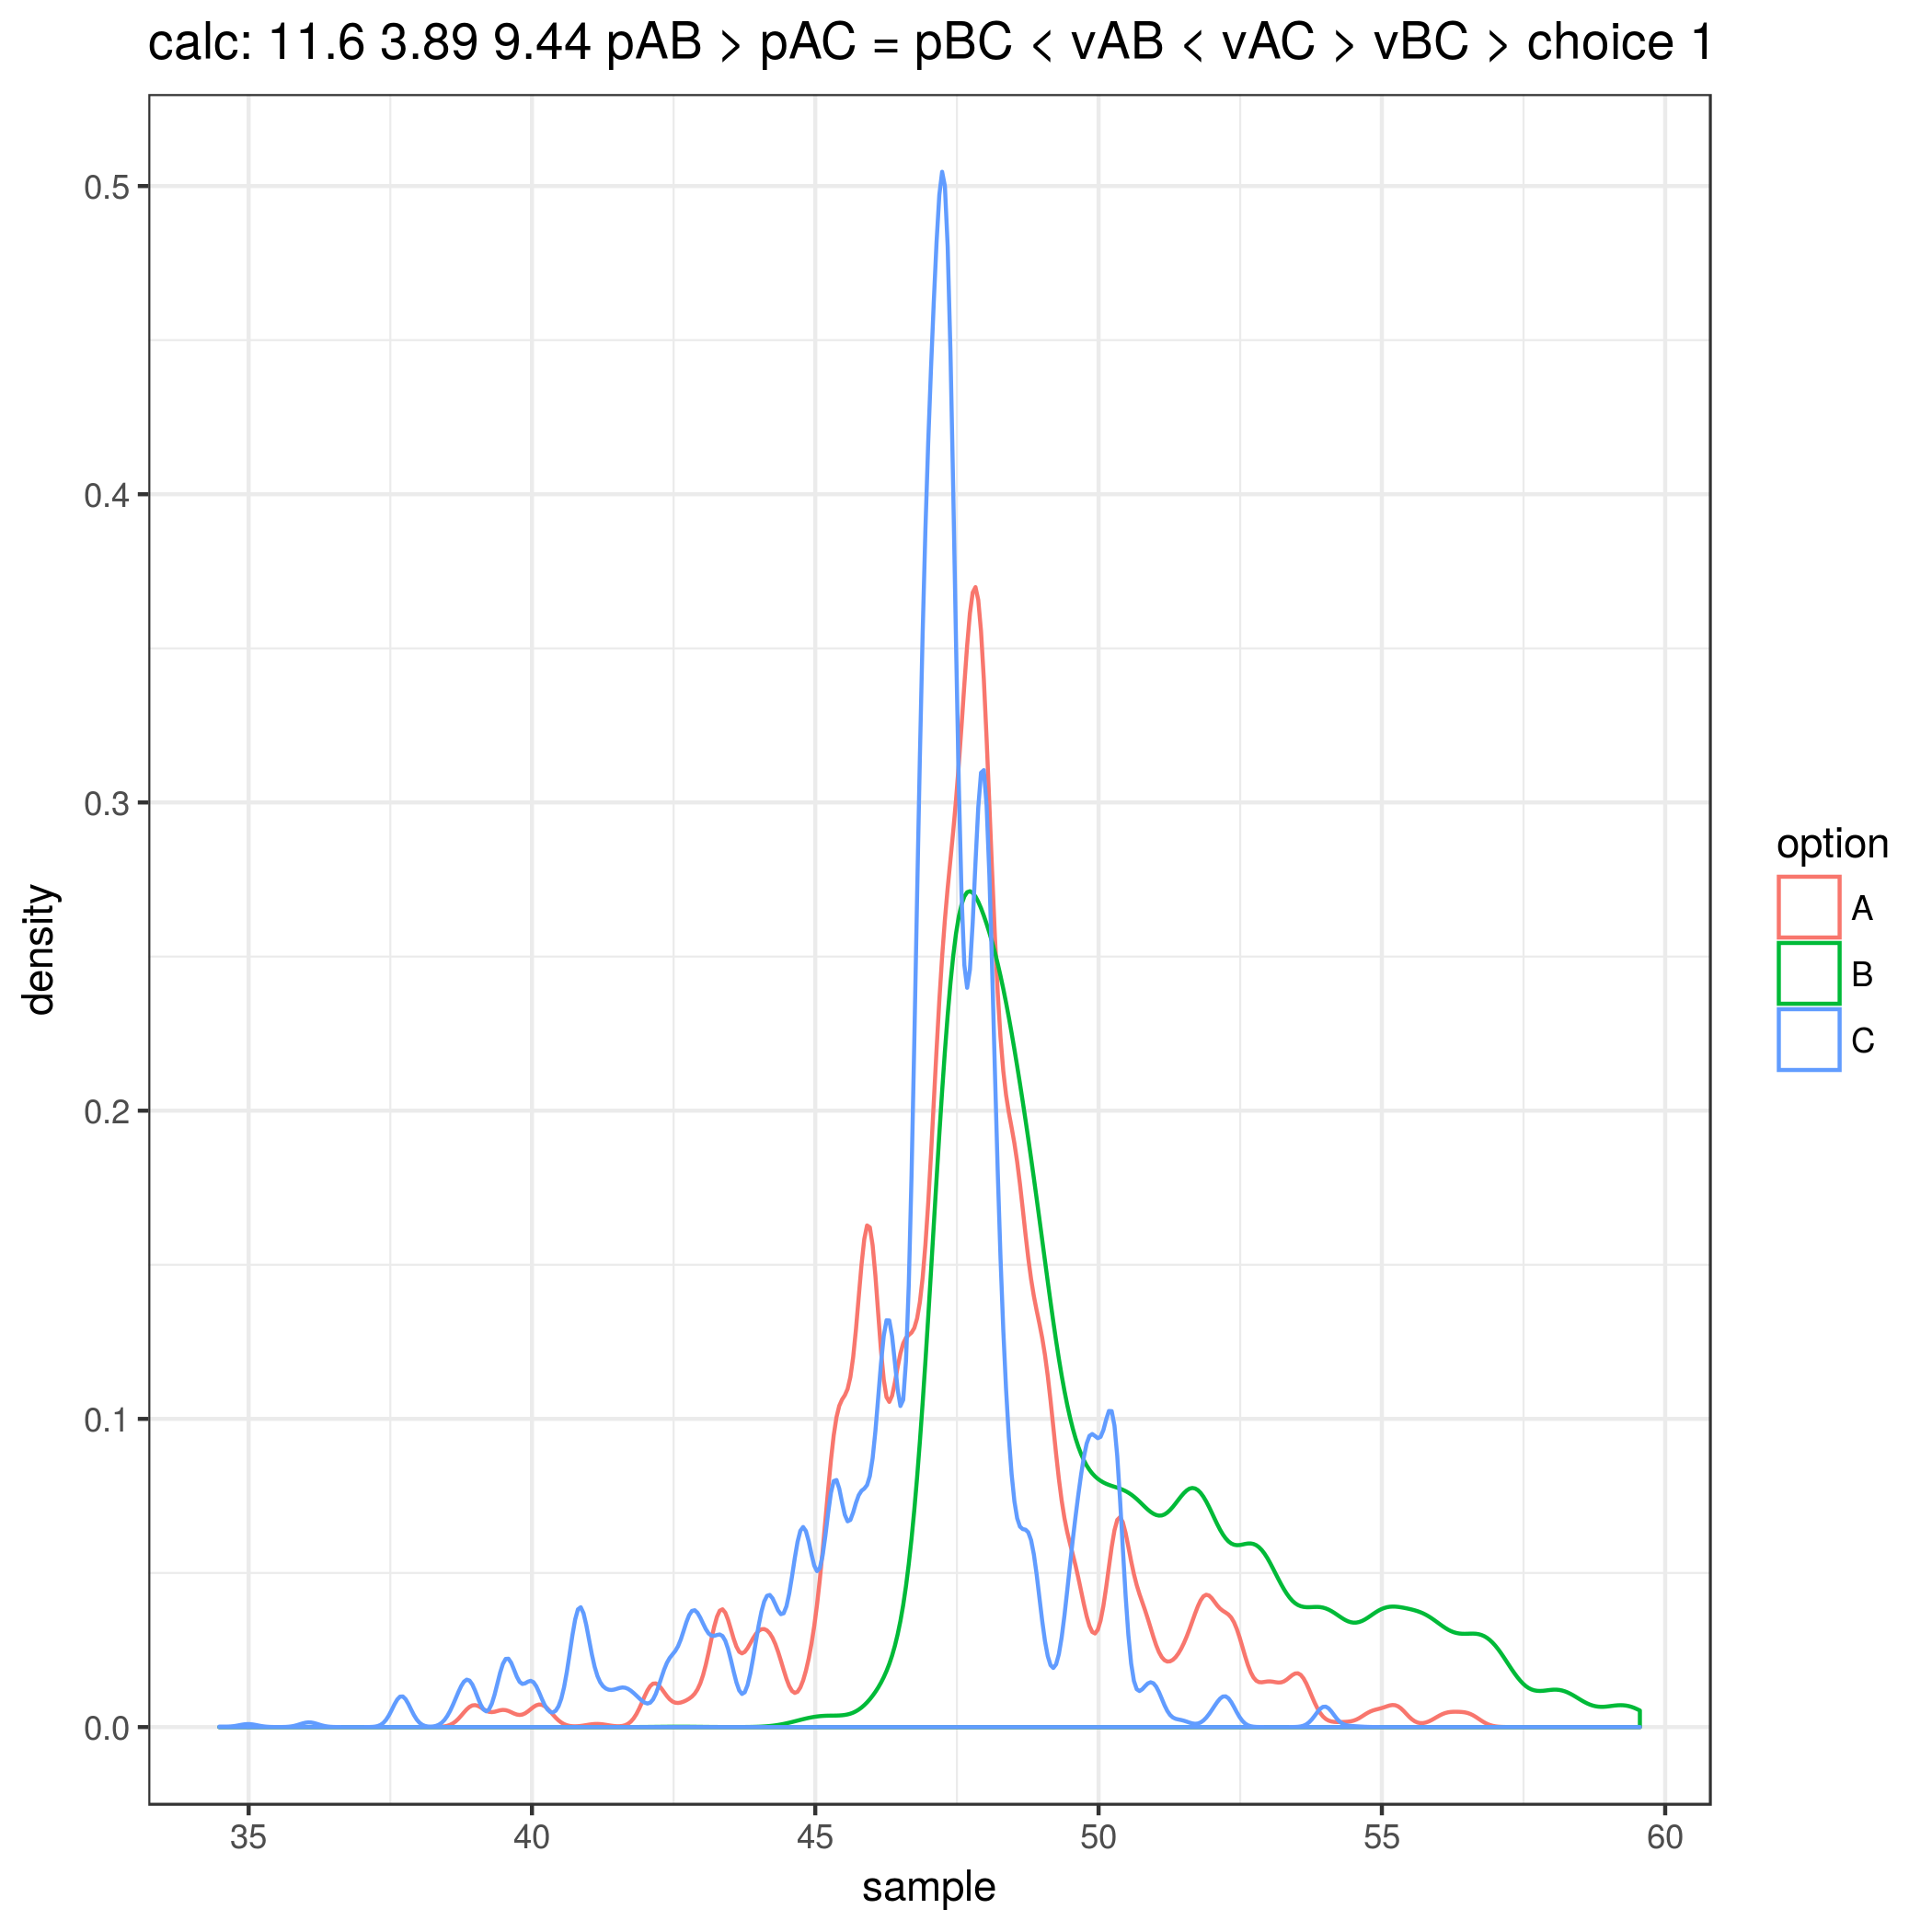 calc: 11.6 3.89 9.44 pAB > pAC = pBC < vAB < vAC > vBC > choice 1
0.5
0.4
0.3
0.2
0.1
0.0
density
35 40 45 50 55 60
sample
option
A
B
C